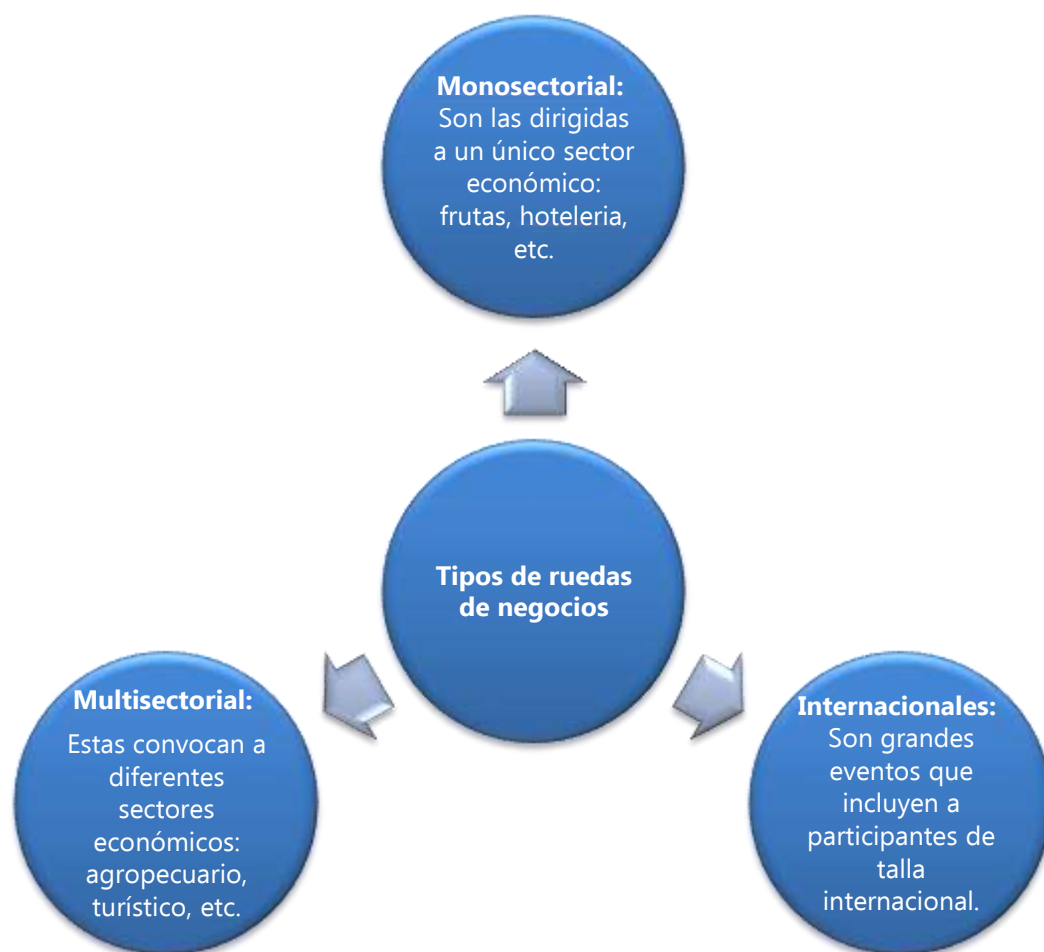 Monosectorial:
Son las dirigidas
a un único sector
económico:
frutas, hoteleria,
etc.
Tipos de ruedas
de negocios
Multisectorial:
Estas convocan a
diferentes
sectores
económicos:
agropecuario,
turístico, etc.
Internacionales:
Son grandes
eventos que
incluyen a
participantes de
talla
internacional.